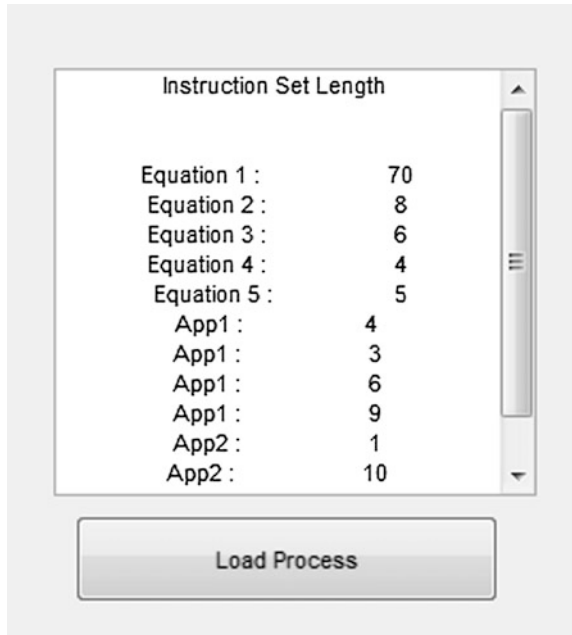 Instruction Set Length
Equation 1 : 70
Equation 2 : 8
Equation 3 : 6
Equation 4 : 4
Equation 5 : 5
App1 : 4
App1 : 3
App1 : 6
App1 : 9
App2 : 1
App2 : 10
Load Process